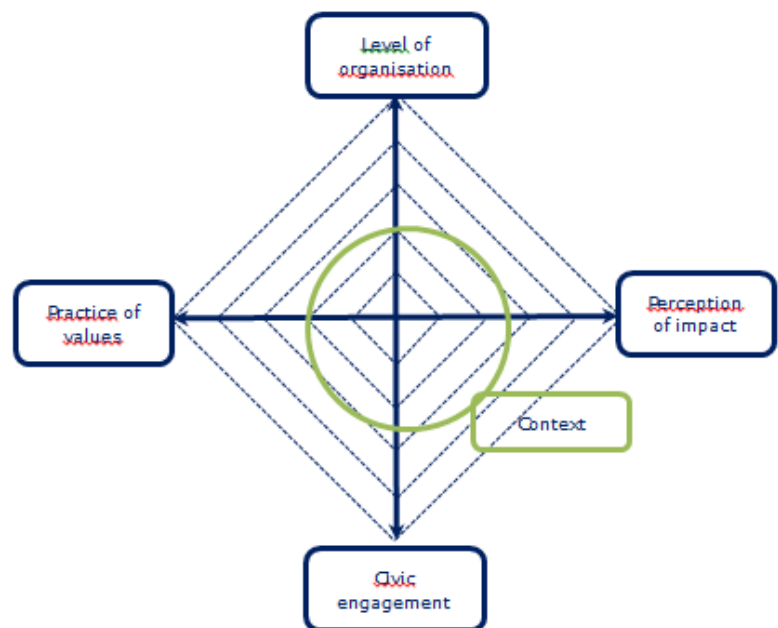 Level of
organisation
Practice of
values
Perception
of impact
Context
Civic
engagement